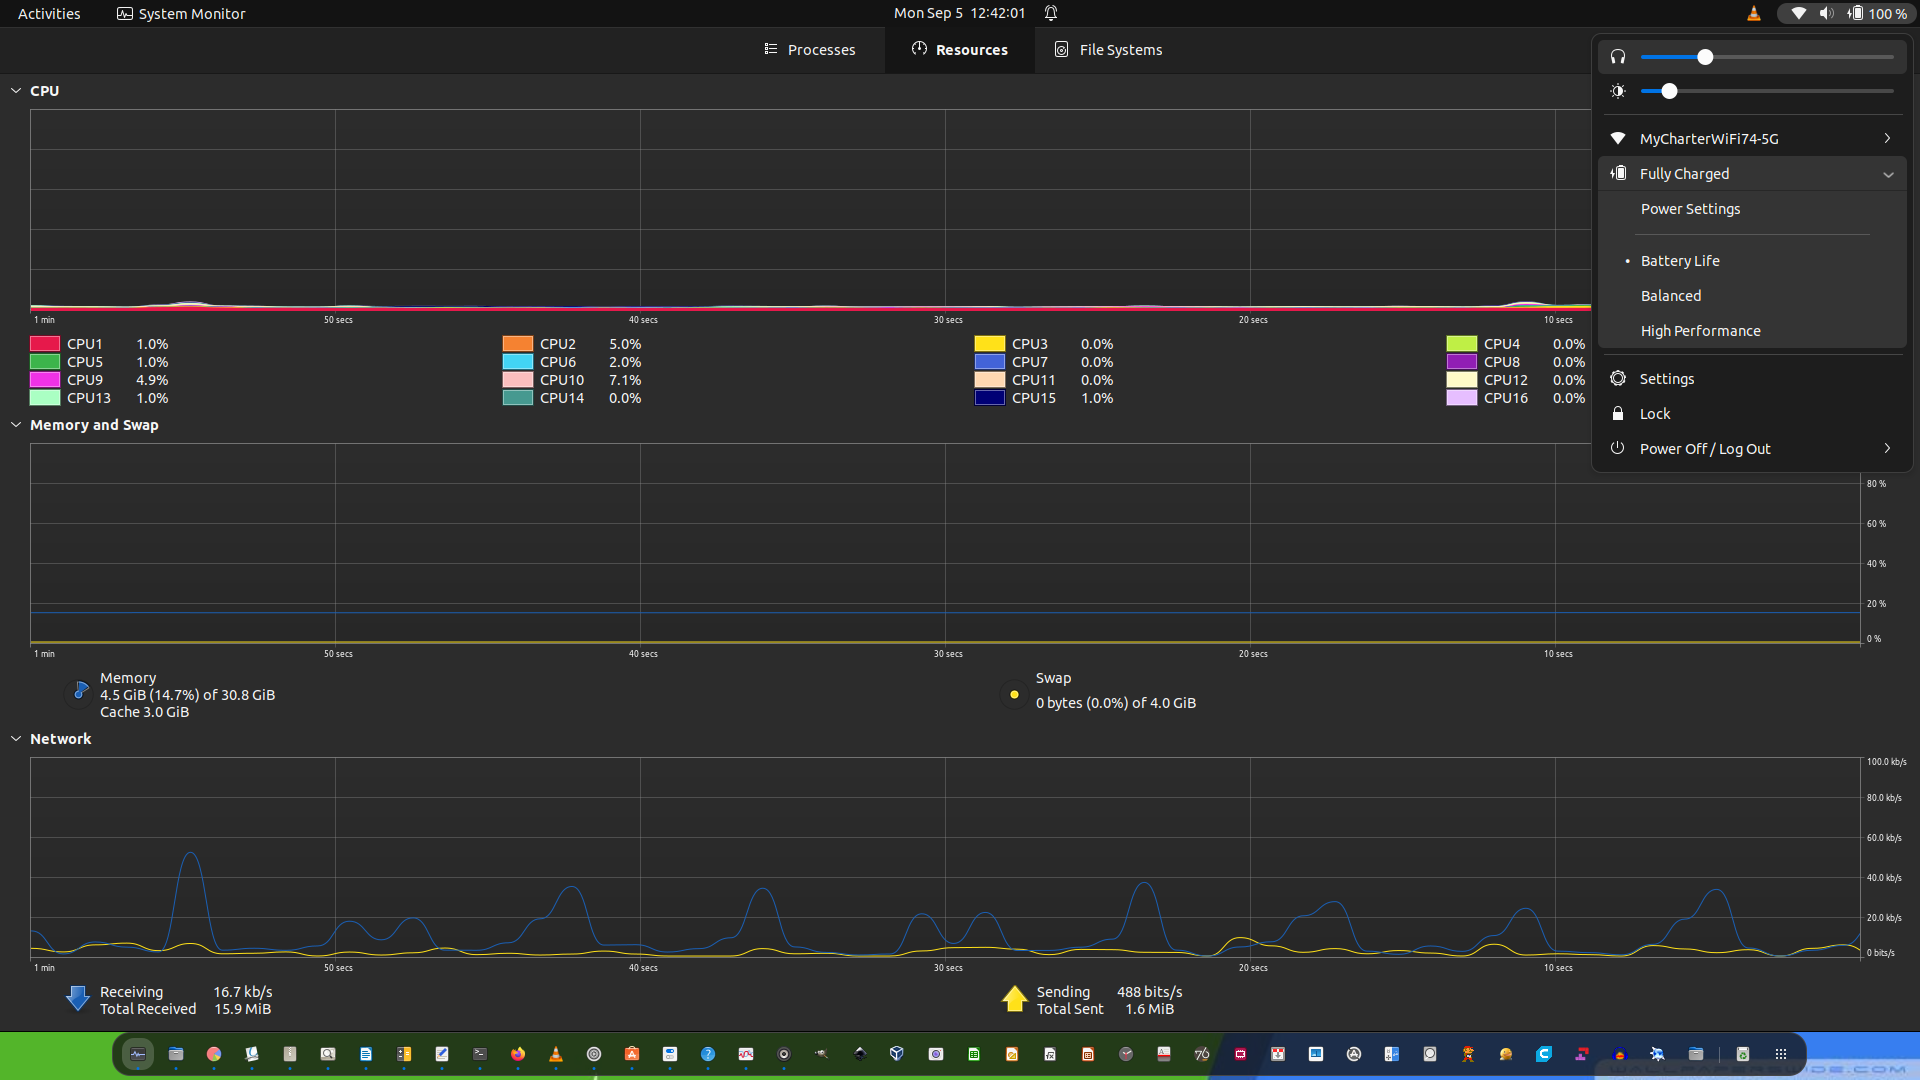 Activities
System Monitor
Mon Sep 5 12:42:01
100 %
Processes
Resources
File Systems
CPU
1 min
50 secs
40 secs
30 secs
20 secs
10 secs
CPU1 1.0%
CPU2 5.0%
CPU3 0.0%
CPU4 0.0%
CPU5 1.0%
CPU6 2.0%
CPU7 0.0%
CPU8 0.0%
CPU9 4.9%
CPU10 7.1%
CPU11 0.0%
CPU12 0.0%
CPU13 1.0%
CPU14 0.0%
CPU15 1.0%
CPU16 0.0%
MyCharterWiFi74-5G
Fully Charged
Power Settings
Battery Life
Balanced
High Performance
Settings
Lock
Power Off / Log Out
Memory and Swap
80 %
60 %
40 %
20 %
0 %
1 min
50 secs
40 secs
30 secs
20 secs
10 secs
Memory
4.5 GiB (14.7%) of 30.8 GiB
Cache 3.0 GiB
Swap
0 bytes (0.0%) of 4.0 GiB
Network
100.0 kb/s
80.0 kb/s
60.0 kb/s
40.0 kb/s
20.0 kb/s
0 bits/s
1 min
50 secs
40 secs
30 secs
20 secs
10 secs
Receiving 16.7 kb/s
Total Received 15.9 MiB
Sending 488 bits/s
Total Sent 1.6 MiB
76